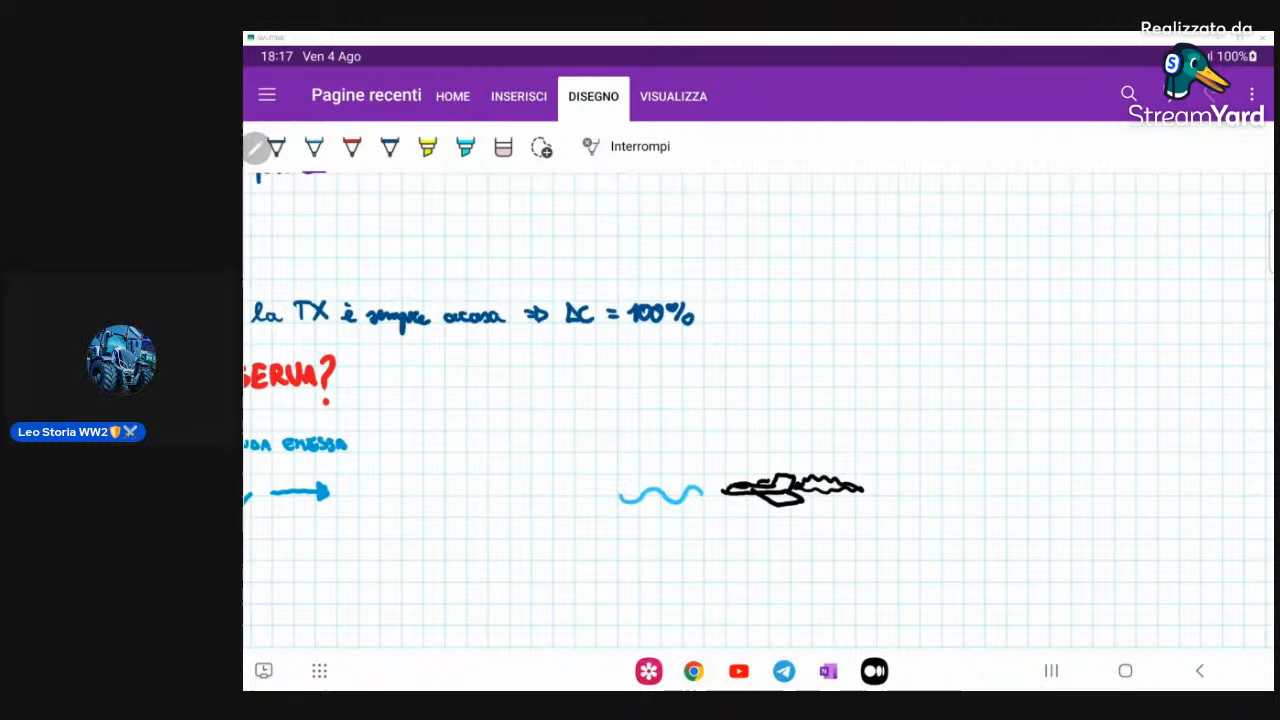 Realizzato da
StreamYard
18:17 Ven 4 Ago
100%
Pagine recenti HOME INSERISCI DISEGNO VISUALIZZA
Interrompi
la TX è sempre accesa ⇒ DC = 100%
SERVA?
EMESSA
Leo Storia WW2